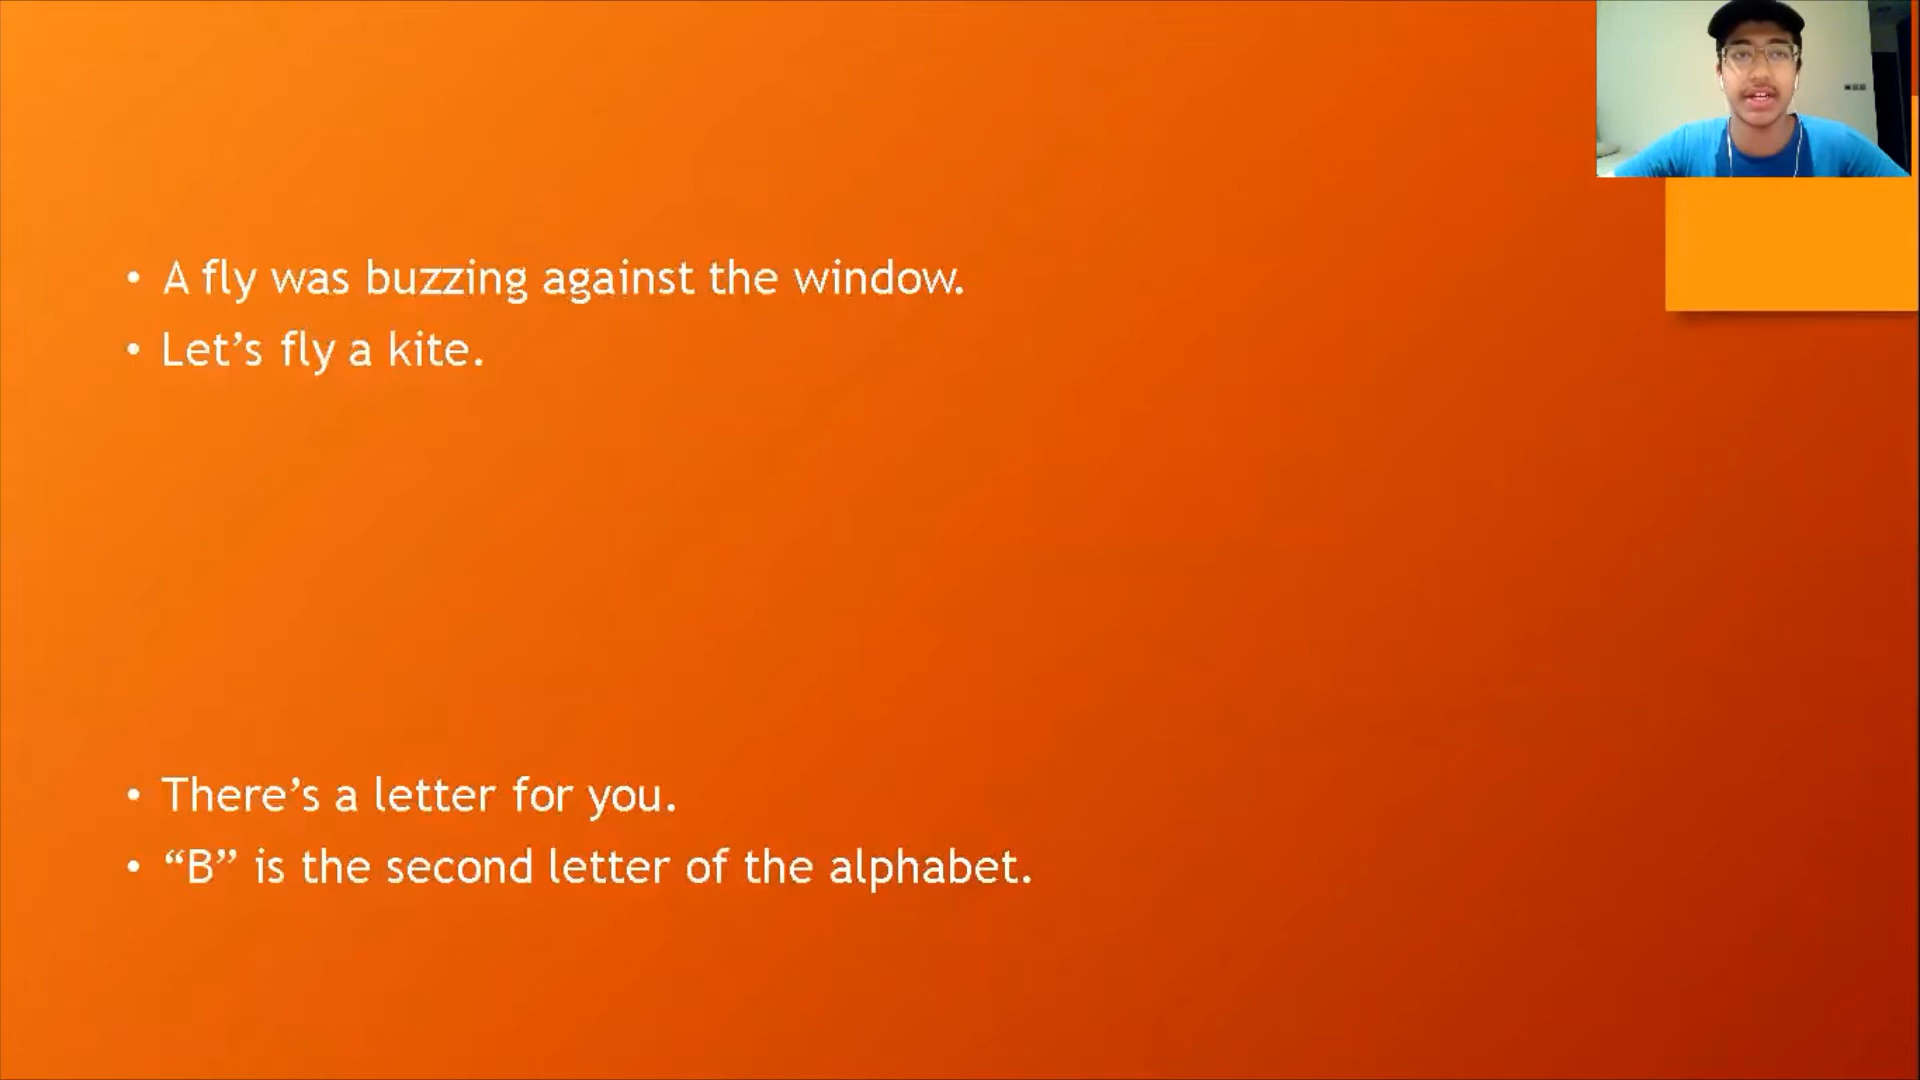 • A fly was buzzing against the window.
• Let’s fly a kite.
• There’s a letter for you.
• “B” is the second letter of the alphabet.